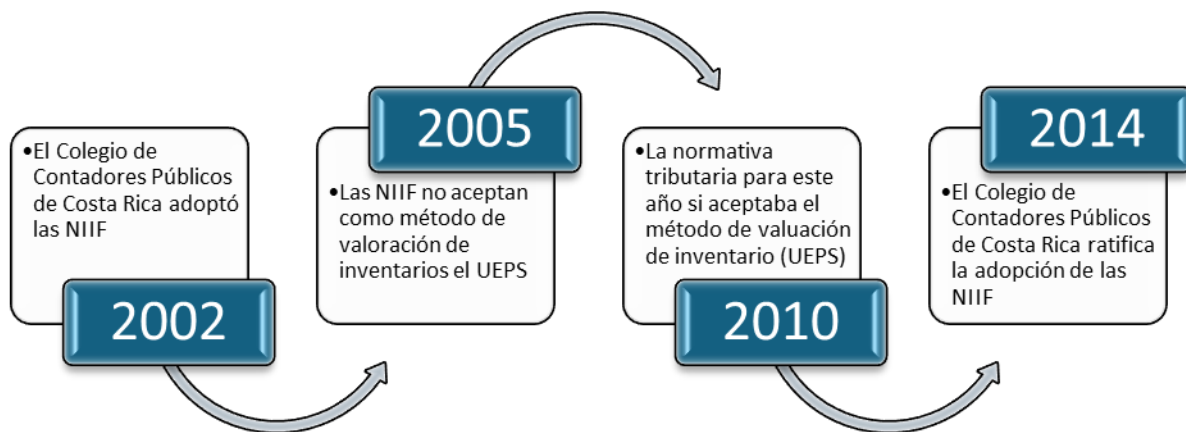 •El Colegio de
Contadores Públicos
de Costa Rica adoptó
las NIIF
2002
2005
•Las NIIF no aceptan
como método de
valoración de
inventarios el UEPS
•La normativa
tributaria para este
año si aceptaba el
método de valuación
de inventario (UEPS)
2010
2014
•El Colegio de
Contadores Públicos
de Costa Rica ratifica
la adopción de las
NIIF